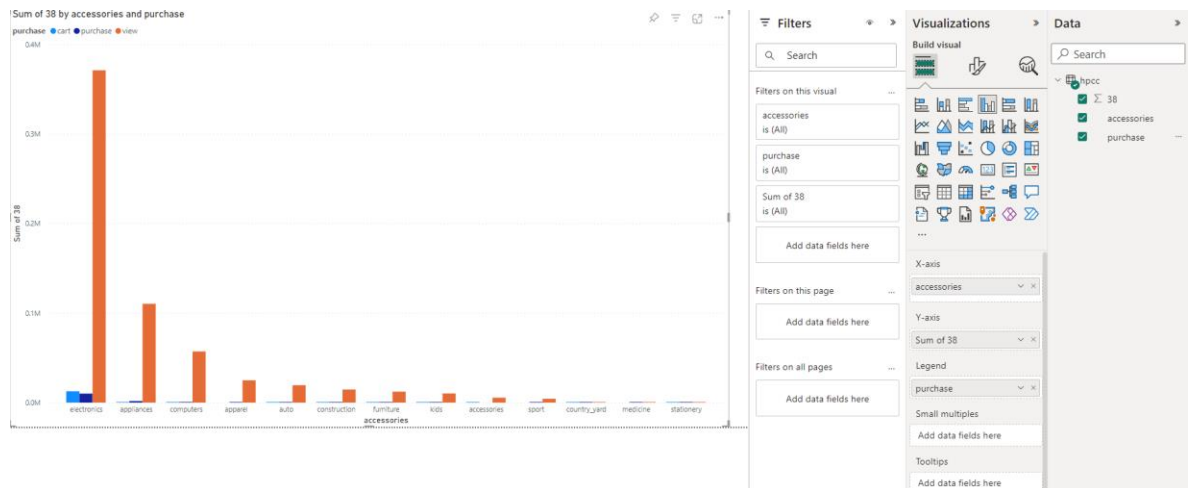 Sum of 38 by accessories and purchase
purchase cart purchase view
0.4M
0.3M
0.2M
0.1M
0.0M
Sum of 38
electronics appliances computers apparel auto construction furniture kids accessories sport country_yard medicine stationery
accessories
Filters
Search
Filters on this visual ...
accessories
is (All)
purchase
is (All)
Sum of 38
is (All)
Add data fields here
Filters on this page ...
Add data fields here
Filters on all pages ...
Add data fields here
Visualizations
Build visual
...
X-axis
accessories
Y-axis
Sum of 38
Legend
purchase
Small multiples
Add data fields here
Tooltips
Add data fields here
Data
Search
hpcc
Σ 38
accessories
purchase ...